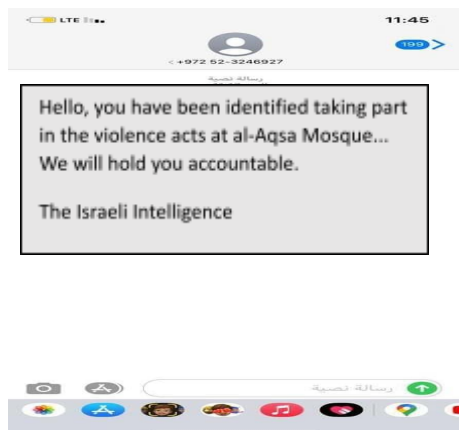 LTE
11:45
199
+972 52-3246927
رسالة نصية
Hello, you have been identified taking part
in the violence acts at al-Aqsa Mosque...
We will hold you accountable.
The Israeli Intelligence
رسالة نصية